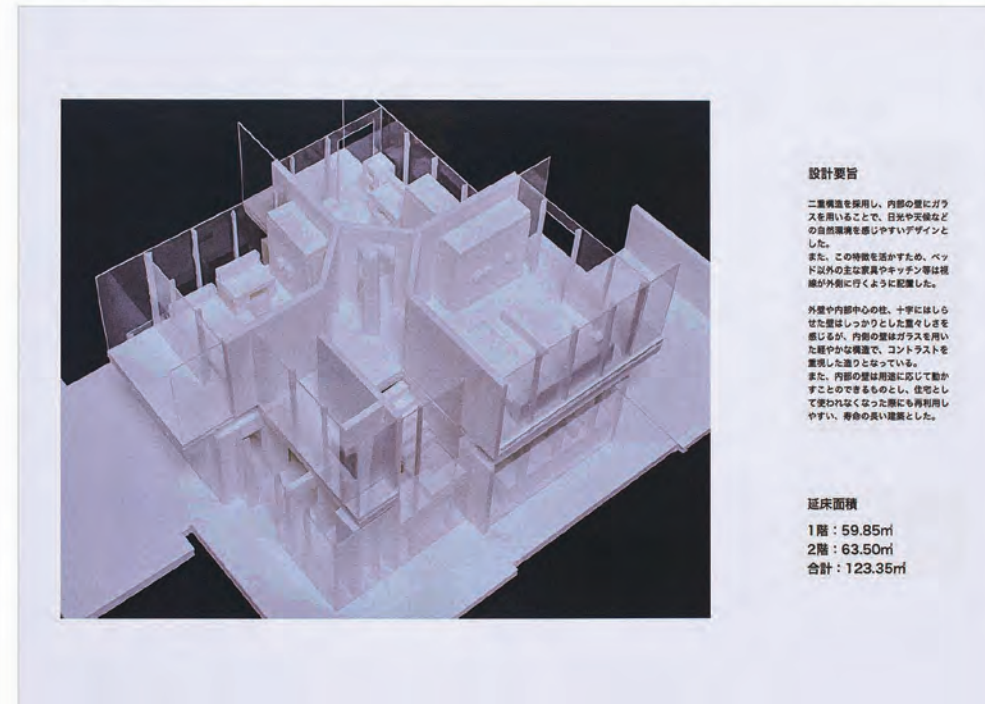 設計要旨
二重構造を採用し、内部の壁にガラ
スを用いることで、日光や天候など
の自然環境を感じやすいデザインと
した。
また、この特徴を活かすため、ベッ
ド以外の主な家具やキッチン等は視
線が外側に行くように配置した。
外壁や内部中心の柱、十字にはしら
せた壁はしっかりとした重々しさを
感じるが、内側の壁はガラスを用い
た軽やかな構造で、コントラストを
重視した造りとなっている。
また、内部の壁は用途に応じて動か
すことのできるものとし、住宅とし
て使われなくなった際にも再利用し
やすい、寿命の長い建築とした。
延床面積
1階：59.85㎡
2階：63.50㎡
合計：123.35㎡